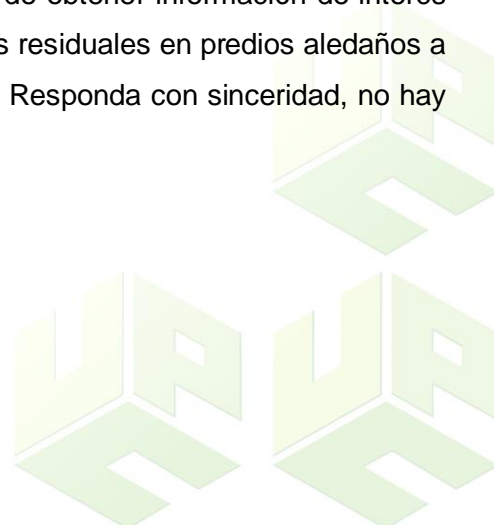 de obtener información de interés
s residuales en predios aledaños a
Responda con sinceridad, no hay